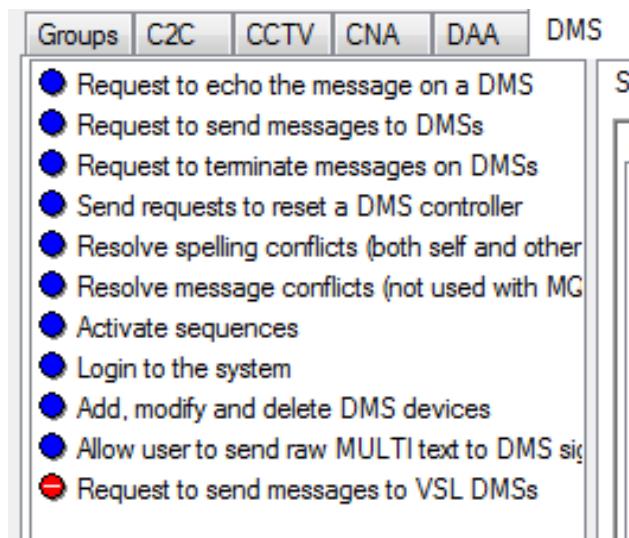 Groups C2C CCTV CNA DAA DMS
Request to echo the message on a DMS
S
Request to send messages to DMSs
Request to terminate messages on DMSs
Send requests to reset a DMS controller
Resolve spelling conflicts (both self and other
Resolve message conflicts (not used with MG
Activate sequences
Login to the system
Add, modify and delete DMS devices
Allow user to send raw MULTI text to DMS
Request to send messages to VSL DMSs